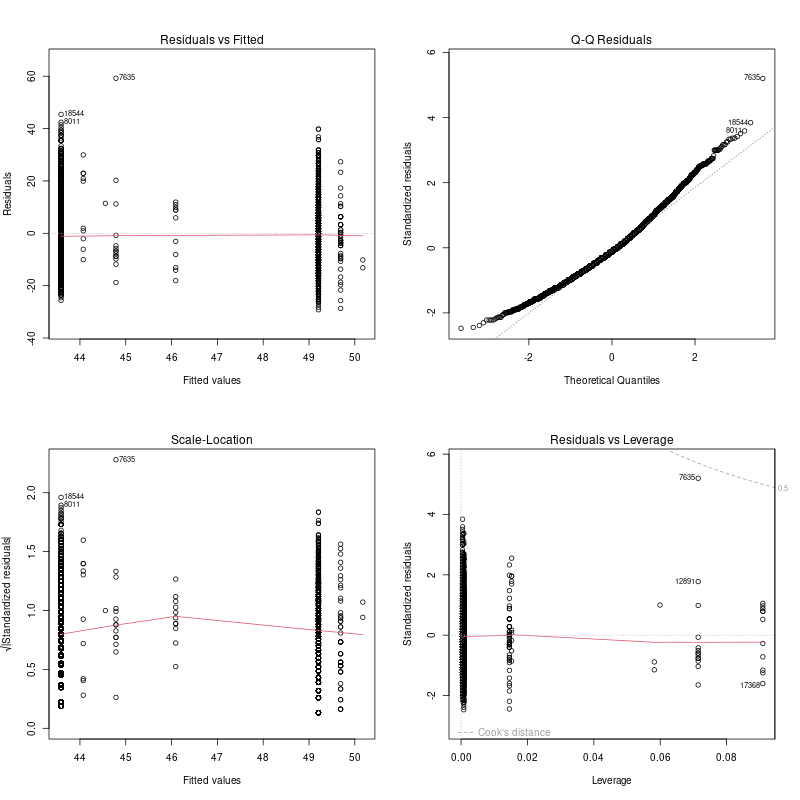 Residuals vs Fitted
Residuals
60
40
20
0
-20
-40
7635
18544
8011
44 45 46 47 48 49 50
Fitted values
Q-Q Residuals
Standardized residuals
6
4
2
0
-2
7635
18544
8011
-2 0 2
Theoretical Quantiles
Scale-Location
√|Standardized residuals|
2.0
1.5
1.0
0.5
0.0
7635
18544
8011
44 45 46 47 48 49 50
Fitted values
Residuals vs Leverage
Standardized residuals
6
4
2
0
-2
7635
0.5
12891
17368
Cook's distance
0.00 0.02 0.04 0.06 0.08
Leverage